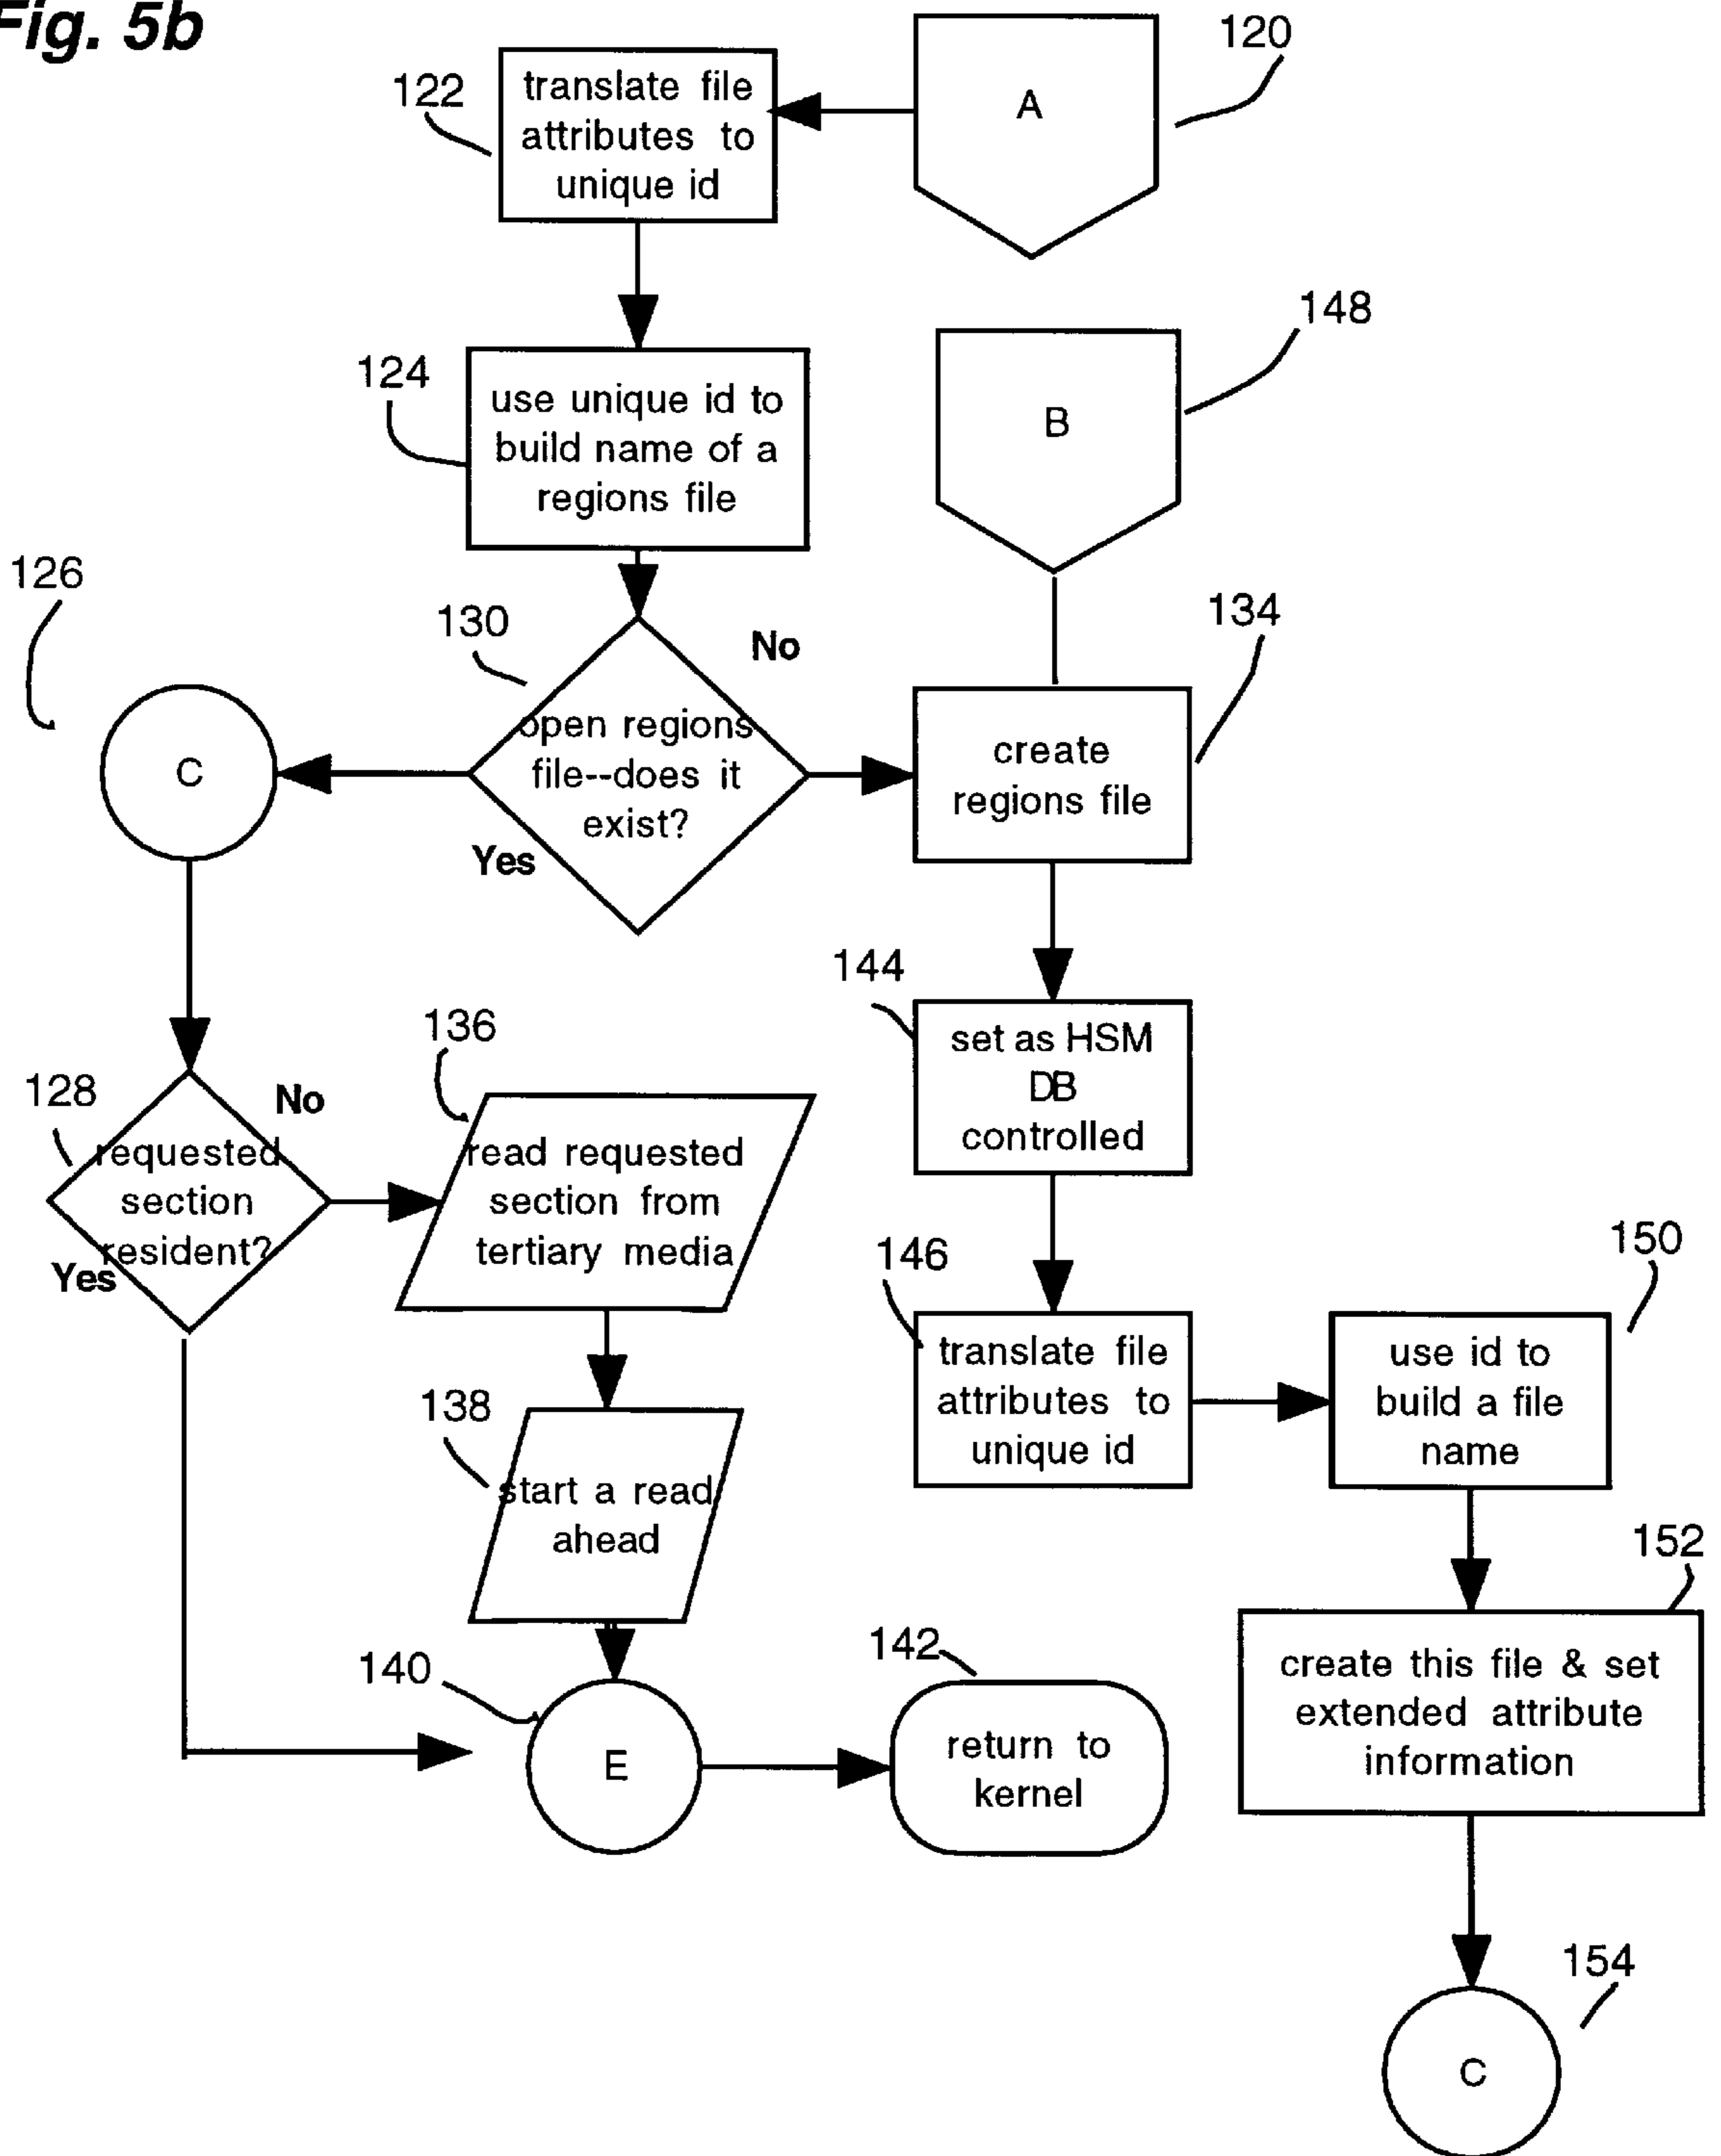 Fig. 5b
120
A
122
translate file
attributes to
unique id
148
B
124
use unique id to
build name of a
regions file
126
C
130
No
open regions
file--does it
exist?
Yes
134
create
regions file
144
set as HSM
DB
controlled
128
No
requested
section
resident?
Yes
136
read requested
section from
tertiary media
146
translate file
attributes to
unique id
150
use id to
build a file
name
138
start a read
ahead
152
create this file & set
extended attribute
information
140
E
142
return to
kernel
154
C